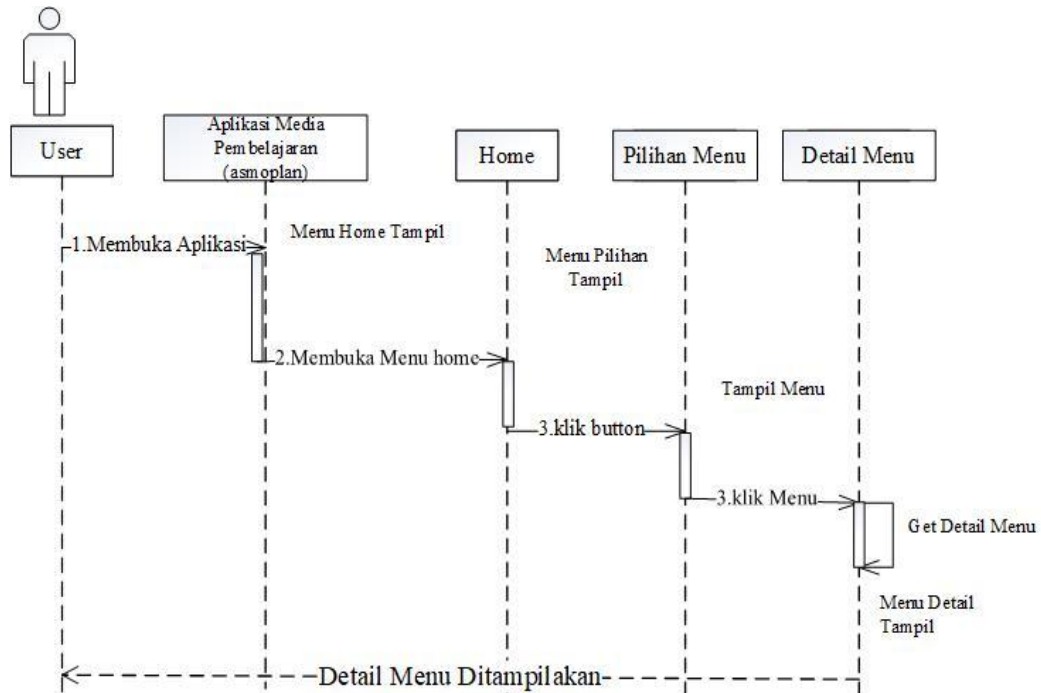 User
Aplikasi Media
Pembelajaran
(asmoplan)
Home
Pilihan Menu
Detail Menu
1.Membuka Aplikasi
Menu Home Tampil
Menu Pilihan
Tampil
2.Membuka Menu home
Tampil Menu
3.klik button
3.klik Menu
Get Detail Menu
Menu Detail
Tampil
Detail Menu Ditampilakan